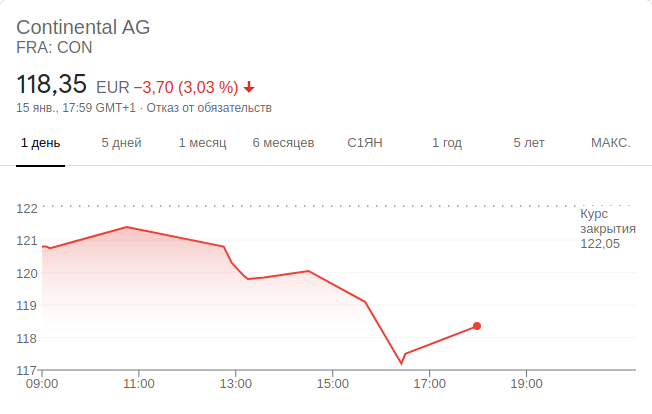 Continental AG
FRA: CON
118,35 EUR −3,70 (3,03 %)
15 янв., 17:59 GMT+1 · Отказ от обязательств
1 день 5 дней 1 месяц 6 месяцев С1ЯН 1 год 5 лет МАКС.
122
Курс
закрытия
122,05
121
120
119
118
117
09:00 11:00 13:00 15:00 17:00 19:00